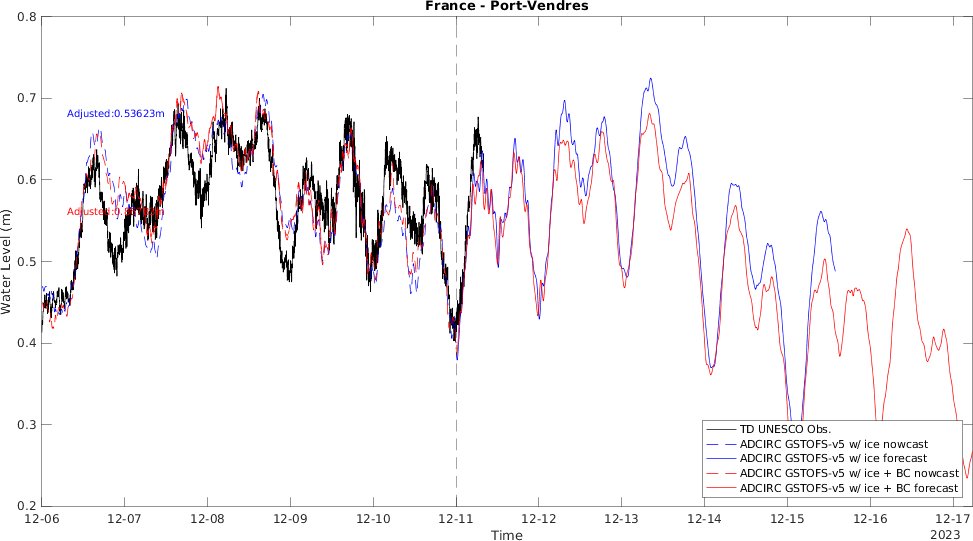 France - Port-Vendres
0.8
0.7
0.6
0.5
0.4
0.3
0.2
Water Level (m)
Adjusted:0.53623m
TD UNESCO Obs.
ADCIRC GSTOFS-v5 w/ ice nowcast
ADCIRC GSTOFS-v5 w/ ice forecast
ADCIRC GSTOFS-v5 w/ ice + BC nowcast
ADCIRC GSTOFS-v5 w/ ice + BC forecast
12-06 12-07 12-08 12-09 12-10 12-11 12-12 12-13 12-14 12-15 12-16 12-17
2023
Time